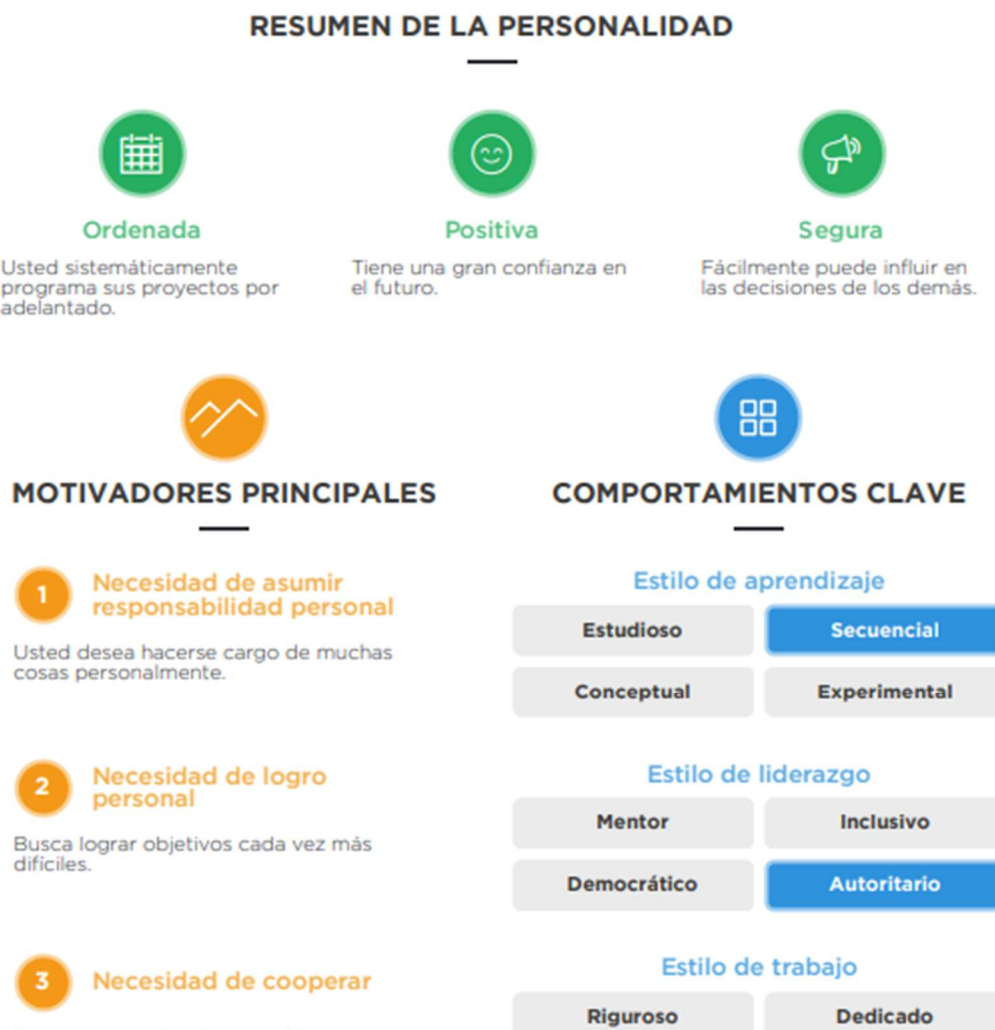 RESUMEN DE LA PERSONALIDAD
Ordenada
Usted sistemáticamente
programa sus proyectos por
adelantado.
Positiva
Tiene una gran confianza en
el futuro.
Segura
Fácilmente puede influir en
las decisiones de los demás.
MOTIVADORES PRINCIPALES
1
Necesidad de asumir
responsabilidad personal
Usted desea hacerse cargo de muchas
cosas personalmente.
2
Necesidad de logro
personal
Busca lograr objetivos cada vez más
difíciles.
3
Necesidad de cooperar
COMPORTAMIENTOS CLAVE
Estilo de aprendizaje
Estudioso
Secuencial
Conceptual
Experimental
Estilo de liderazgo
Mentor
Inclusivo
Democrático
Autoritario
Estilo de trabajo
Riguroso
Dedicado